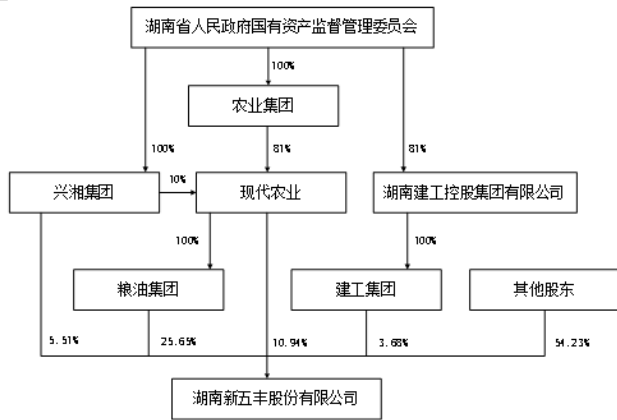 湖南省人民政府国有资产监督管理委员会
100%
农业集团
100%
81%
81%
兴湘集团
10%
现代农业
湖南建工控股集团有限公司
100%
100%
粮油集团
建工集团
其他股东
5.51%
25.65%
10.94%
3.68%
54.23%
湖南新五丰股份有限公司